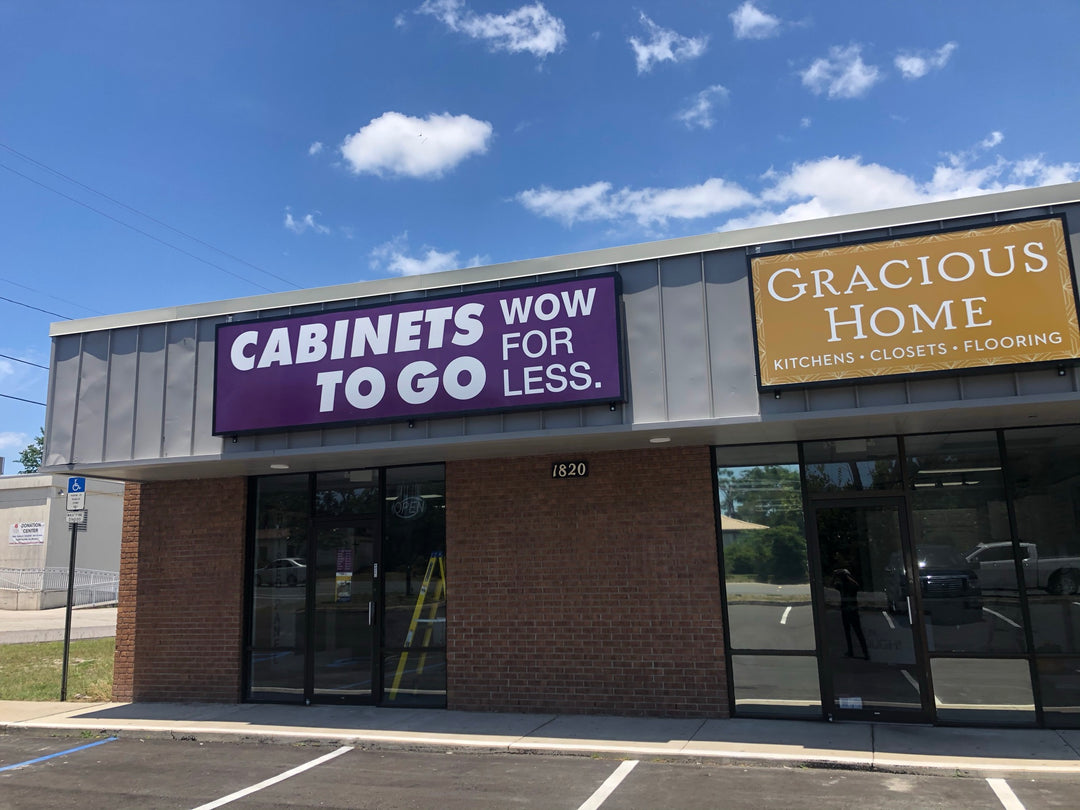 CABINETS
TO GO
WOW
FOR
LESS.
GRACIOUS
HOME
KITCHENS • CLOSETS • FLOORING
1820
OPEN
DONATION
CENTER